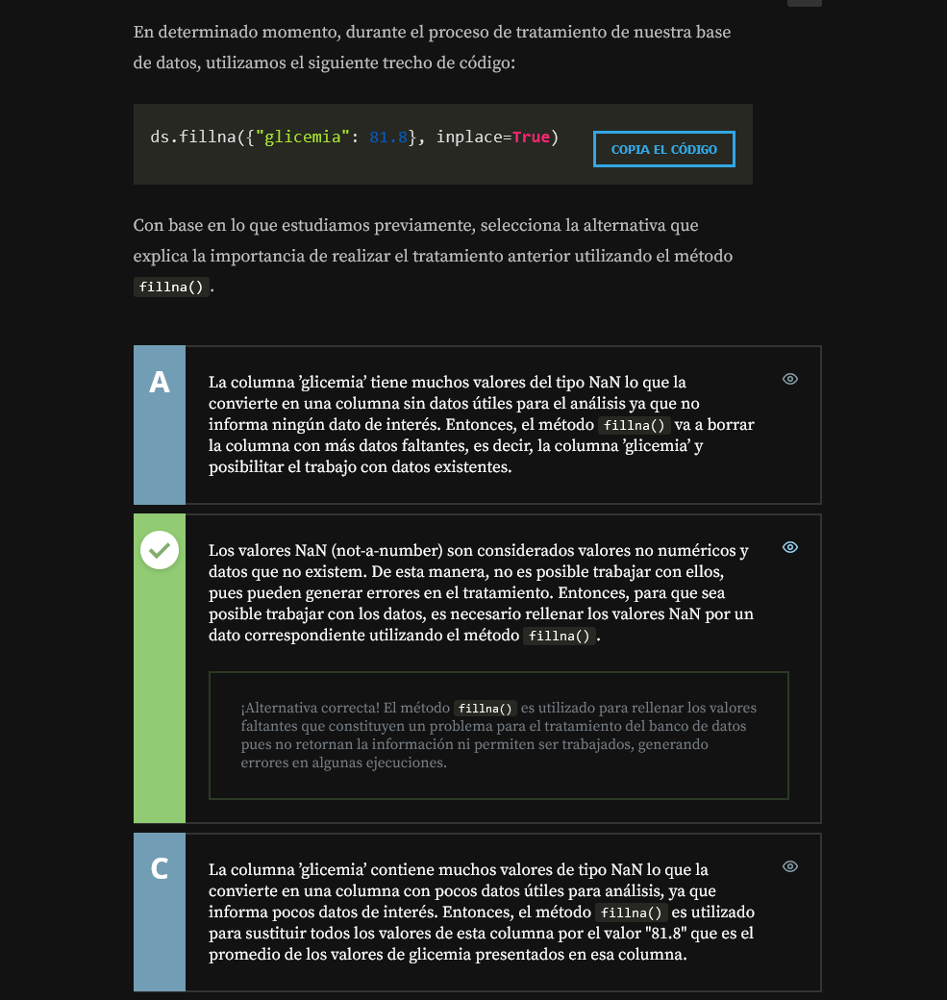 En determinado momento, durante el proceso de tratamiento de nuestra base
de datos, utilizamos el siguiente trecho de código:
ds.fillna({"glicemia": 81.8}, inplace=True)
COPIA EL CÓDIGO
Con base en lo que estudiamos previamente, selecciona la alternativa que
explica la importancia de realizar el tratamiento anterior utilizando el método
fillna() .
A
La columna ’glicemia’ tiene muchos valores del tipo NaN lo que la
convierte en una columna sin datos útiles para el análisis ya que no
informa ningún dato de interés. Entonces, el método fillna() va a borrar
la columna con más datos faltantes, es decir, la columna ’glicemia’ y
posibilitar el trabajo con datos existentes.
Los valores NaN (not-a-number) son considerados valores no numéricos y
datos que no existem. De esta manera, no es posible trabajar con ellos,
pues pueden generar errores en el tratamiento. Entonces, para que sea
posible trabajar con los datos, es necesario rellenar los valores NaN por un
dato correspondiente utilizando el método fillna() .
¡Alternativa correcta! El método fillna() es utilizado para rellenar los valores
faltantes que constituyen un problema para el tratamiento del banco de datos
pues no retornan la información ni permiten ser trabajados, generando
errores en algunas ejecuciones.
C
La columna ’glicemia’ contiene muchos valores de tipo NaN lo que la
convierte en una columna con pocos datos útiles para análisis, ya que
informa pocos datos de interés. Entonces, el método fillna() es utilizado
para sustituir todos los valores de esta columna por el valor "81.8" que es el
promedio de los valores de glicemia presentados en esa columna.